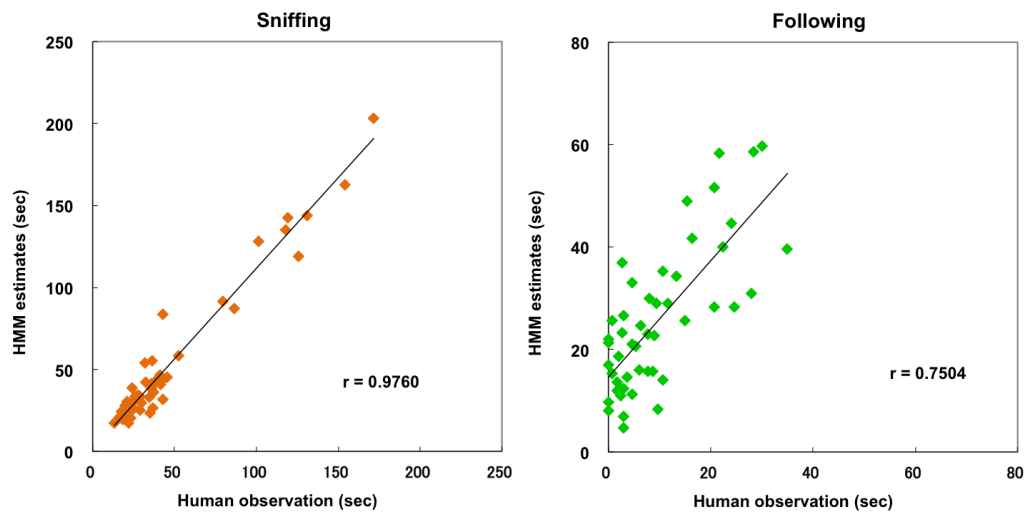 Sniffing
250
200
150
100
50
0
0 50 100 150 200 250
HMM estimates (sec)
Human observation (sec)
r = 0.9760
Following
80
60
40
20
0
0 20 40 60 80
HMM estimates (sec)
Human observation (sec)
r = 0.7504